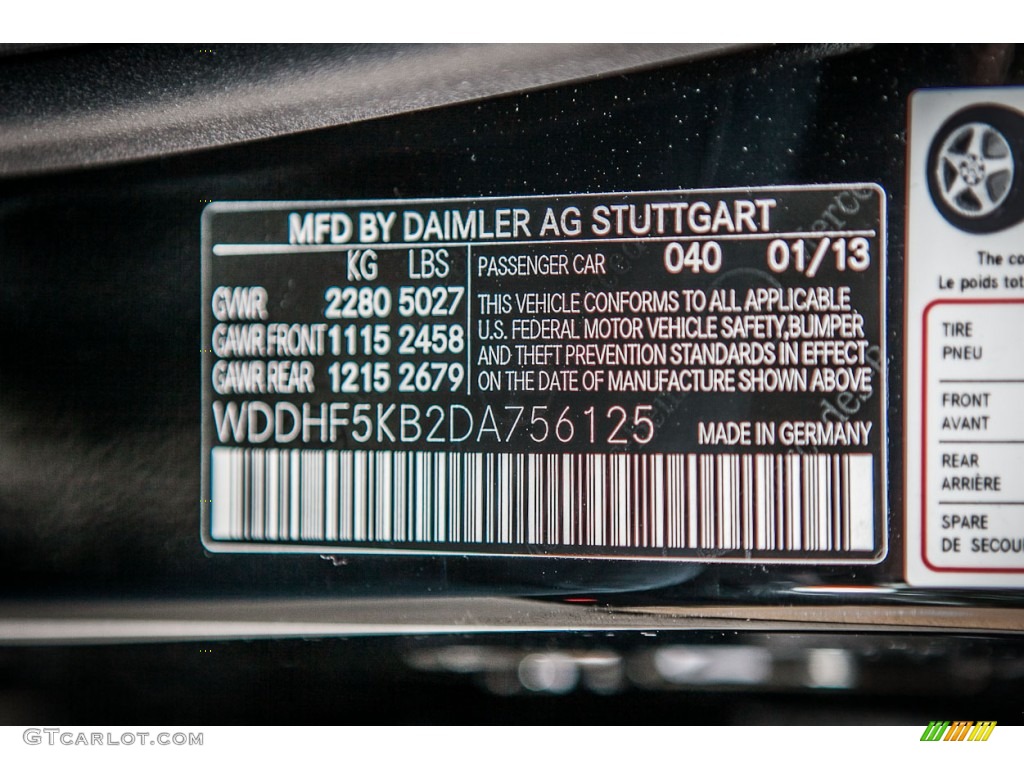 MFD BY DAIMLER AG STUTTGART
KG LBS
GVWR 2280 5027
GAWR FRONT 1115 2458
GAWR REAR 1215 2679
PASSENGER CAR 040 01/13
THIS VEHICLE CONFORMS TO ALL APPLICABLE
U.S. FEDERAL MOTOR VEHICLE SAFETY,BUMPER
AND THEFT PREVENTION STANDARDS IN EFFECT
ON THE DATE OF MANUFACTURE SHOWN ABOVE
WDDHF5KB2DA756125
MADE IN GERMANY
The
Le poids
TIRE
PNEU
FRONT
AVANT
REAR
ARRIÈRE
SPARE
DE
GTCARLOT.COM